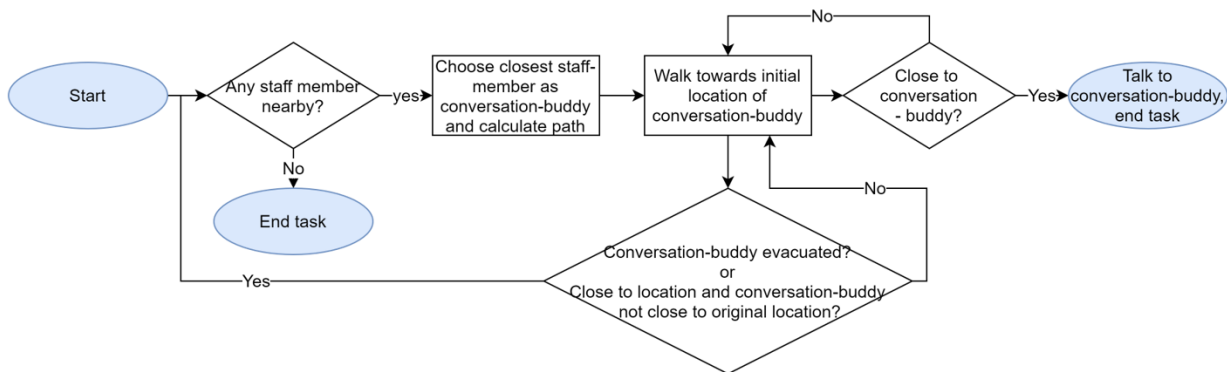 Start
Any staff member
nearby?
yes
No
End task
Choose closest staff-
member as
conversation-buddy
and calculate path
Walk towards initial
location of
conversation-buddy
No
Close to
conversation
- buddy?
Yes
Talk to
conversation-buddy,
end task
No
Conversation-buddy evacuated?
or
Close to location and conversation-buddy
not close to original location?
Yes